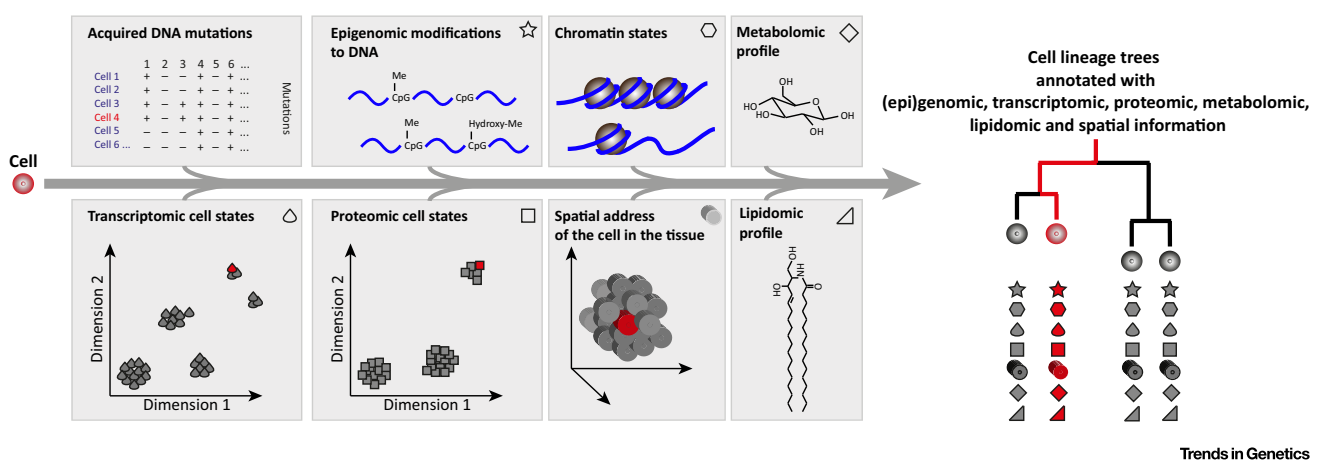 Acquired DNA mutations
1 2 3 4 5 6 ...
Cell 1 + – – + – + ...
Cell 2 – – – + – + ...
Cell 3 + – + + – + ...
Cell 4 + – + + – + ...
Cell 5 – – – + – + ...
Cell 6 ... – – – + – + ...
Mutations
Epigenomic modifications
to DNA
Me
CpG CpG
Me Hydroxy-Me
CpG CpG
Chromatin states
Metabolomic
profile
OH
HO
HO
O
OH
OH
Cell
Transcriptomic cell states
Dimension 2
Dimension 1
Proteomic cell states
Dimension 2
Dimension 1
Spatial address
of the cell in the tissue
Lipidomic
profile
OH
HO
NH
O
Cell lineage trees
annotated with
(epi)genomic, transcriptomic, proteomic, metabolomic,
lipidomic and spatial information
Trends in Genetics